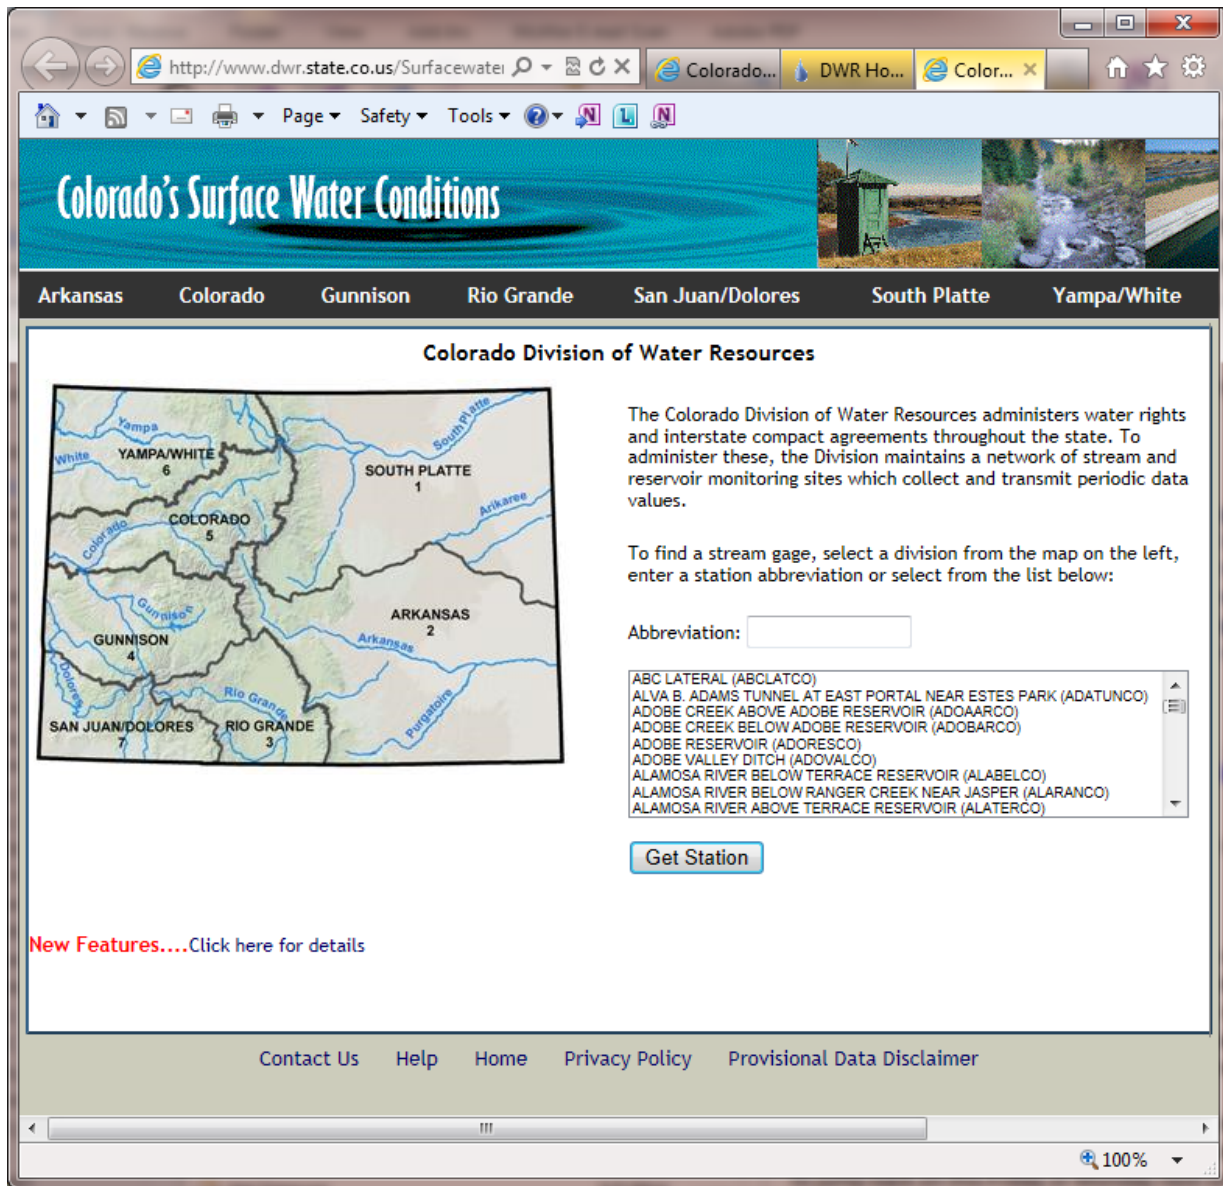 http://www.dwr.state.co.us/Surfacewater
Colorado...
DWR Ho...
Color...
Page
Safety
Tools
Colorado's Surface Water Conditions
Arkansas
Colorado
Gunnison
Rio Grande
San Juan/Dolores
South Platte
Yampa/White
Colorado Division of Water Resources
Yampa
White
YAMPA/WHITE
6
South Platte
SOUTH PLATTE
1
Arikaree
COLORADO
5
Colorado
Gunnison
GUNNISON
4
ARKANSAS
2
Arkansas
Dolores
Rio Grande
Purgatoire
SAN JUAN/DOLORES
7
RIO GRANDE
3
The Colorado Division of Water Resources administers water rights
and interstate compact agreements throughout the state. To
administer these, the Division maintains a network of stream and
reservoir monitoring sites which collect and transmit periodic data
values.
To find a stream gage, select a division from the map on the left,
enter a station abbreviation or select from the list below:
Abbreviation:
ABC LATERAL (ABCLATCO)
ALVA B. ADAMS TUNNEL AT EAST PORTAL NEAR ESTES PARK (ADATUNCO)
ADOBE CREEK ABOVE ADOBE RESERVOIR (ADOAARCO)
ADOBE CREEK BELOW ADOBE RESERVOIR (ADOBARCO)
ADOBE RESERVOIR (ADORESCO)
ADOBE VALLEY DITCH (ADOVALCO)
ALAMOSA RIVER BELOW TERRACE RESERVOIR (ALABELCO)
ALAMOSA RIVER BELOW RANGER CREEK NEAR JASPER (ALARANCO)
ALAMOSA RIVER ABOVE TERRACE RESERVOIR (ALATERCO)
Get Station
New Features....Click here for details
Contact Us
Help
Home
Privacy Policy
Provisional Data Disclaimer
100%